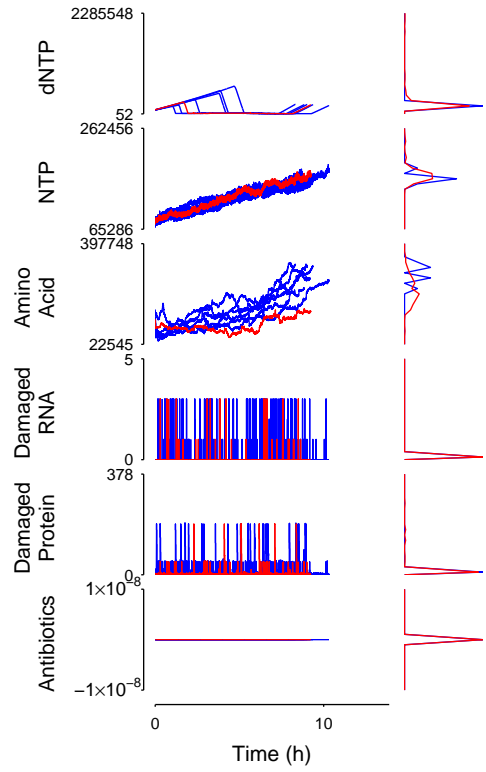 2285548
dNTP
52
262456
NTP
65286
397748
Amino
Acid
22545
5
Damaged
RNA
0
378
Damaged
Protein
0
1×10⁻⁸
Antibiotics
−1×10⁻⁸
0 10
Time (h)